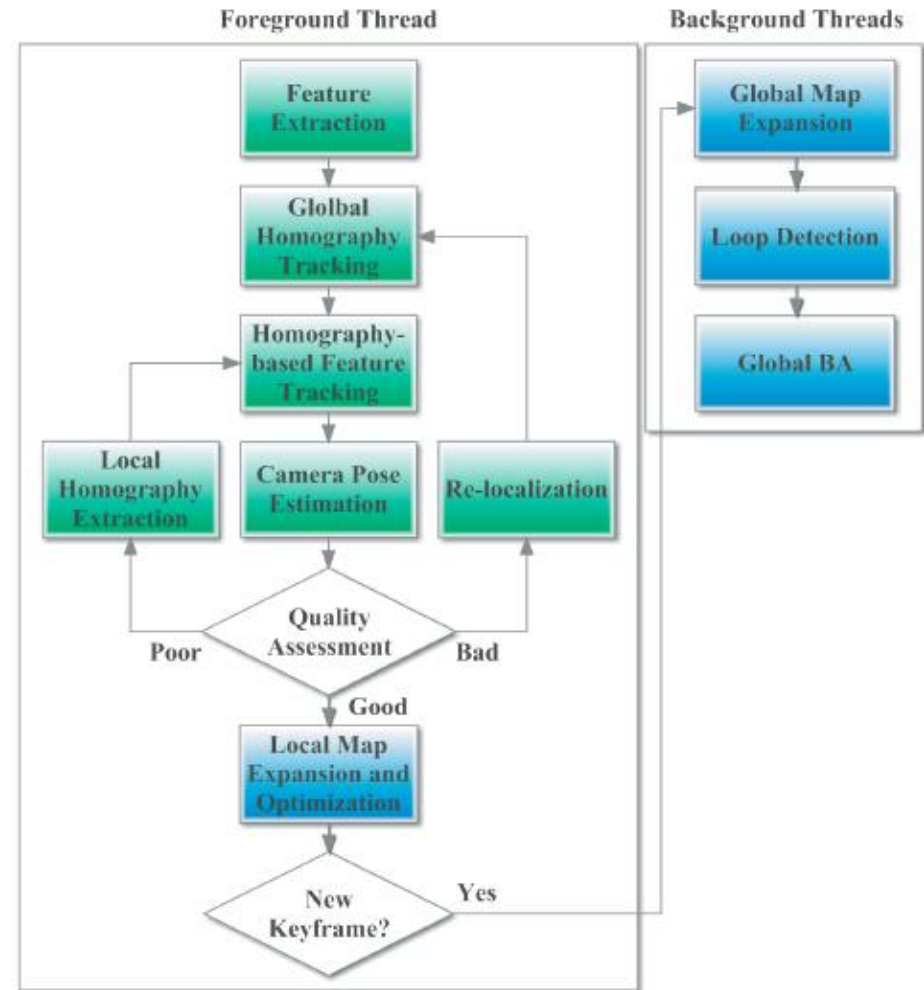 Foreground Thread
Background Threads
Feature
Extraction
Glolbal
Homography
Tracking
Homography-
based Feature
Tracking
Local
Homography
Extraction
Camera Pose
Estimation
Re-localization
Quality
Assessment
Poor
Bad
Good
Local Map
Expansion and
Optimization
New
Keyframe?
Yes
Global Map
Expansion
Loop Detection
Global BA